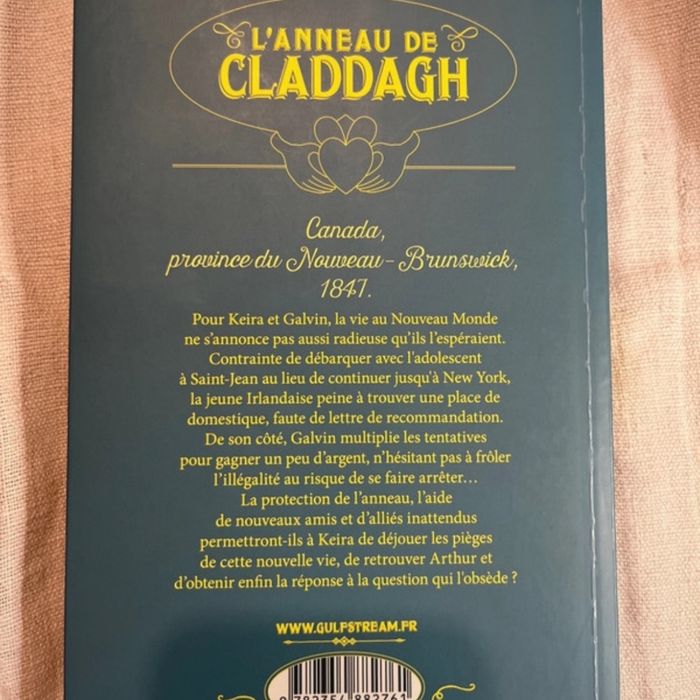 L'ANNEAU DE
CLADDAGH
Canada,
province du Nouveau-Brunswick,
1847.
Pour Keira et Galvin, la vie au Nouveau Monde
ne s'annonce pas aussi radieuse qu'ils l'espéraient.
Contrainte de débarquer avec l'adolescent
à Saint-Jean au lieu de continuer jusqu'à New York,
la jeune Irlandaise peine à trouver une place de
domestique, faute de lettre de recommandation.
De son côté, Galvin multiplie les tentatives
pour gagner un peu d'argent, n'hésitant pas à frôler
l'illégalité au risque de se faire arrêter…
La protection de l'anneau, l'aide
de nouveaux amis et d'alliés inattendus
permettront-ils à Keira de déjouer les pièges
de cette nouvelle vie, de retrouver Arthur et
d'obtenir enfin la réponse à la question qui l'obsède ?
WWW.GULFSTREAM.FR
9 782354 882761